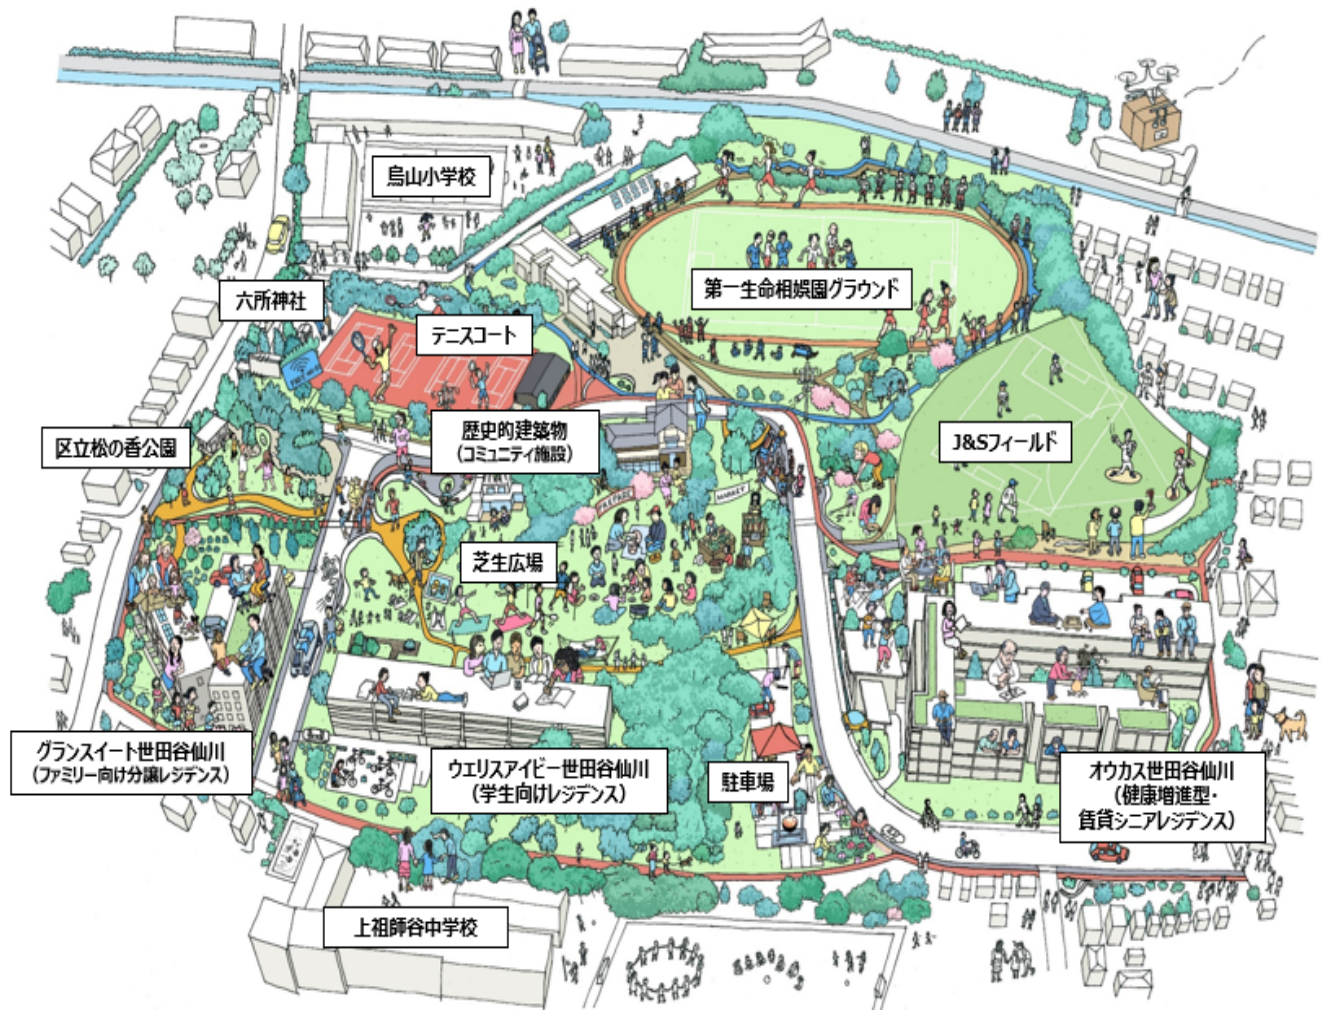 烏山小学校
六所神社
テニスコート
第一生命相娯園グラウンド
区立松の香公園
歴史的建築物
(コミュニティ施設)
J&Sフィールド
PREPARE
MARKET
芝生広場
グランスイート世田谷仙川
(ファミリー向け分譲レジデンス)
ウエリスアイビー世田谷仙川
(学生向けレジデンス)
駐車場
オウカス世田谷仙川
(健康増進型・
賃貸シニアレジデンス)
上祖師谷中学校